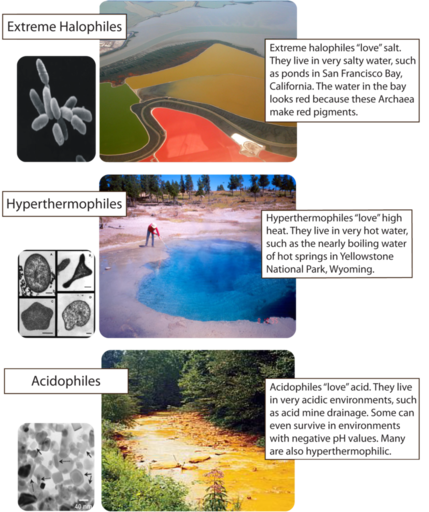 Extreme Halophiles
Extreme halophiles “love” salt.
They live in very salty water, such
as ponds in San Francisco Bay,
California. The water in the bay
looks red because these Archaea
make red pigments.
Hyperthermophiles
Hyperthermophiles “love” high
heat. They live in very hot water,
such as the nearly boiling water
of hot springs in Yellowstone
National Park, Wyoming.
Acidophiles
Acidophiles “love” acid. They live
in very acidic environments, such
as acid mine drainage. Some can
even survive in environments
with negative pH values. Many
are also hyperthermophilic.
40 nm